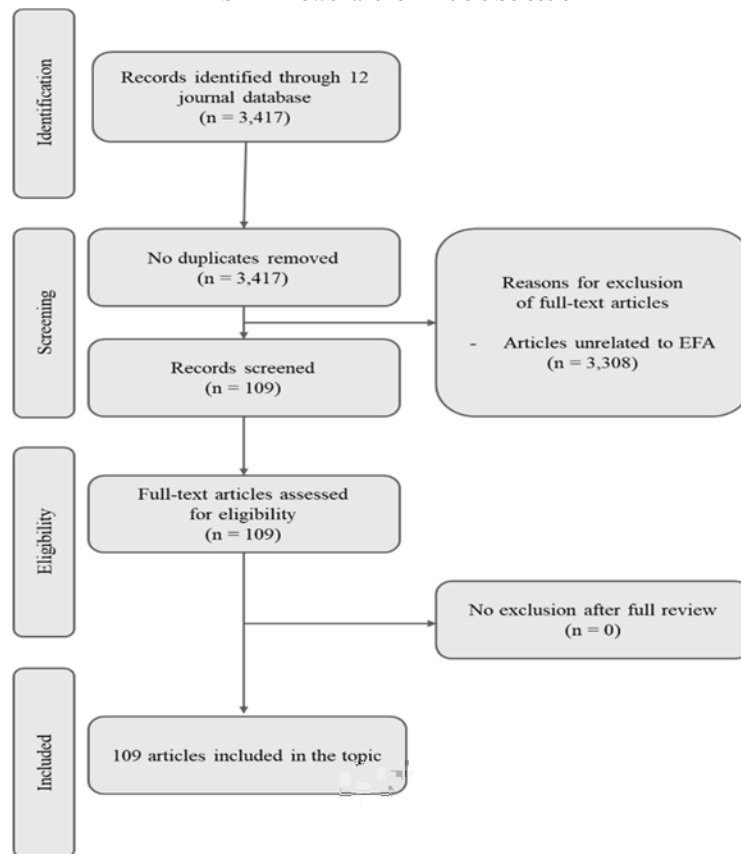 Identification
Records identified through 12
journal database
(n = 3,417)
Screening
No duplicates removed
(n = 3,417)
Reasons for exclusion
of full-text articles
- Articles unrelated to EFA
(n = 3,308)
Records screened
(n = 109)
Eligibility
Full-text articles assessed
for eligibility
(n = 109)
No exclusion after full review
(n = 0)
Included
109 articles included in the topic